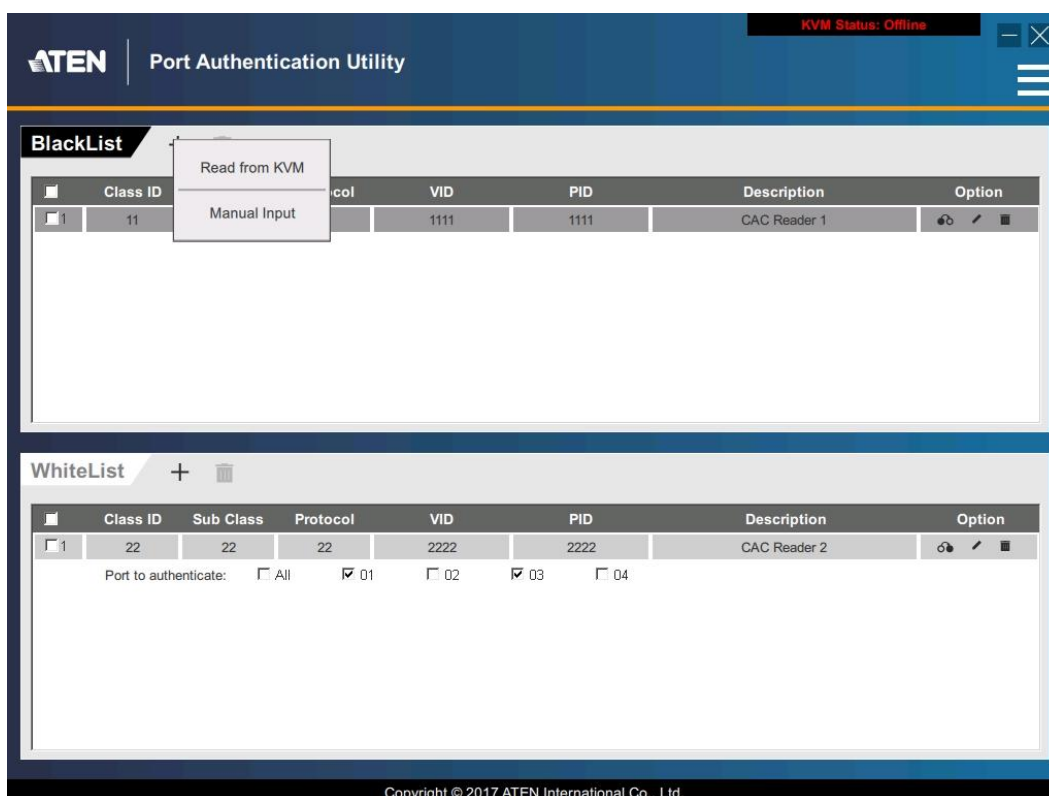 KVM Status: Offline
ATEN Port Authentication Utility
BlackList
Read from KVM
Manual Input
Class ID VID PID Description Option
1 11 1111 1111 CAC Reader 1
WhiteList
Class ID Sub Class Protocol VID PID Description Option
1 22 22 22 2222 2222 CAC Reader 2
Port to authenticate: All 01 02 03 04
Copyright © 2017 ATEN International Co., Ltd